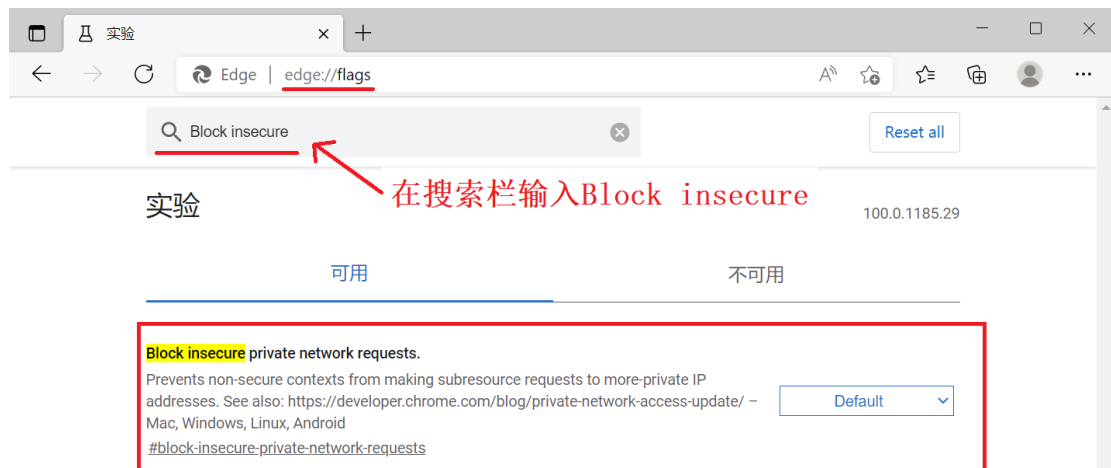 实验
Edge | edge://flags
Block insecure
Reset all
在搜索栏输入Block insecure
实验
100.0.1185.29
可用
不可用
Block insecure private network requests.
Prevents non-secure contexts from making subresource requests to more-private IP
addresses. See also: https://developer.chrome.com/blog/private-network-access-update/ –
Mac, Windows, Linux, Android
Default
#block-insecure-private-network-requests